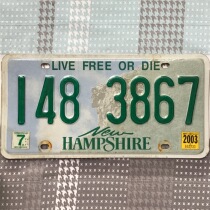 LIVE FREE OR DIE
148 3867
7 2003
New
HAMPSHIRE